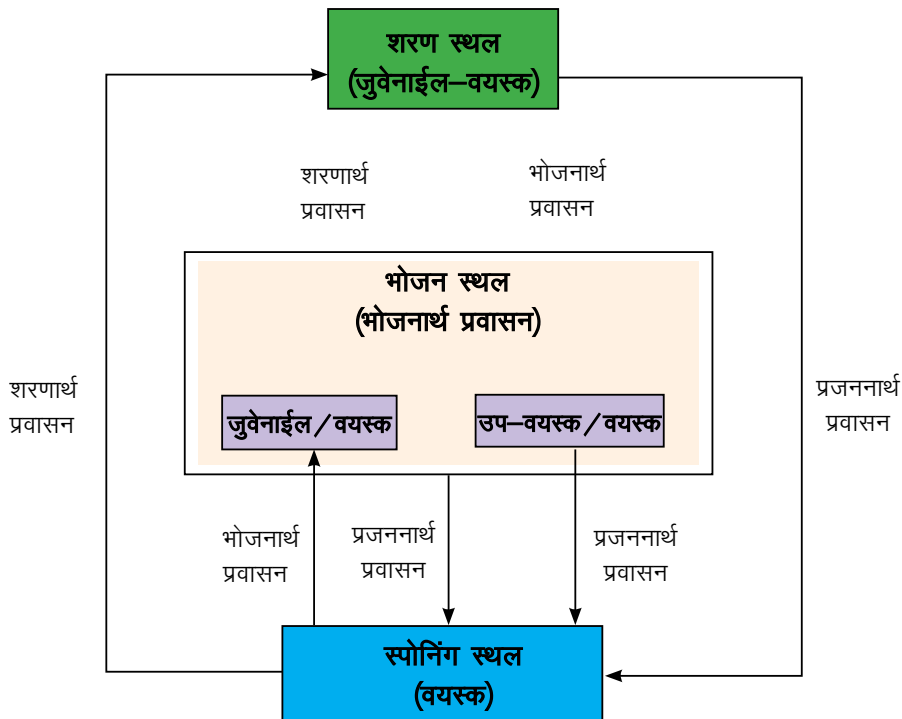 शरण स्थल
(जुवेनाईल–वयस्क)
शरणार्थ
प्रवासन
भोजनार्थ
प्रवासन
भोजन स्थल
(भोजनार्थ प्रवासन)
शरणार्थ
प्रवासन
प्रजननार्थ
प्रवासन
जुवेनाईल/वयस्क
उप–वयस्क/वयस्क
भोजनार्थ
प्रवासन
प्रजननार्थ
प्रवासन
प्रजननार्थ
प्रवासन
स्पोनिंग स्थल
(वयस्क)